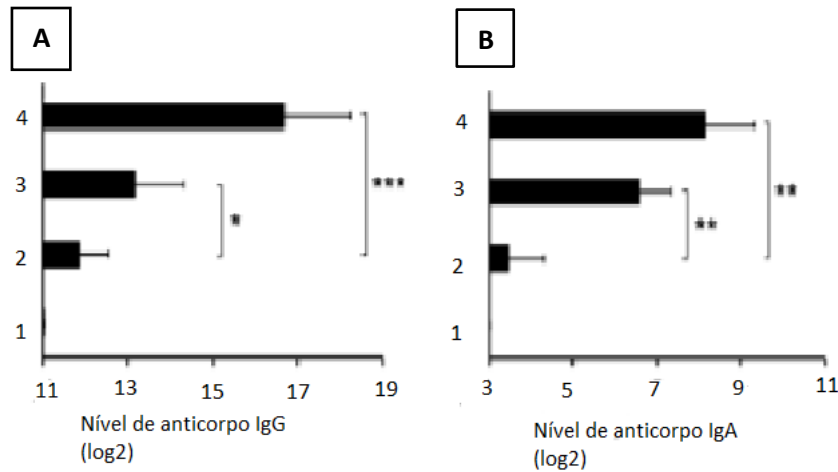 A
4
3
2
1
***
*
11 13 15 17 19
Nível de anticorpo IgG
(log2)
B
4
3
2
1
**
**
3 5 7 9 11
Nível de anticorpo IgA
(log2)